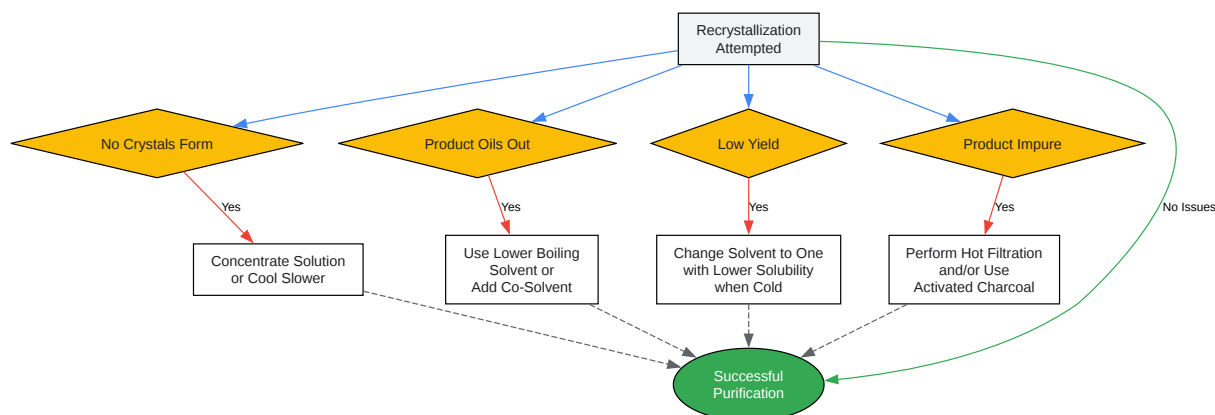 Recrystallization
Attempted
No Crystals Form
Product Oils Out
Low Yield
Product Impure
Yes
Yes
Yes
Yes
No Issues
Concentrate Solution
or Cool Slower
Use Lower Boiling
Solvent or
Add Co-Solvent
Change Solvent to One
with Lower Solubility
when Cold
Perform Hot Filtration
and/or Use
Activated Charcoal
Successful
Purification